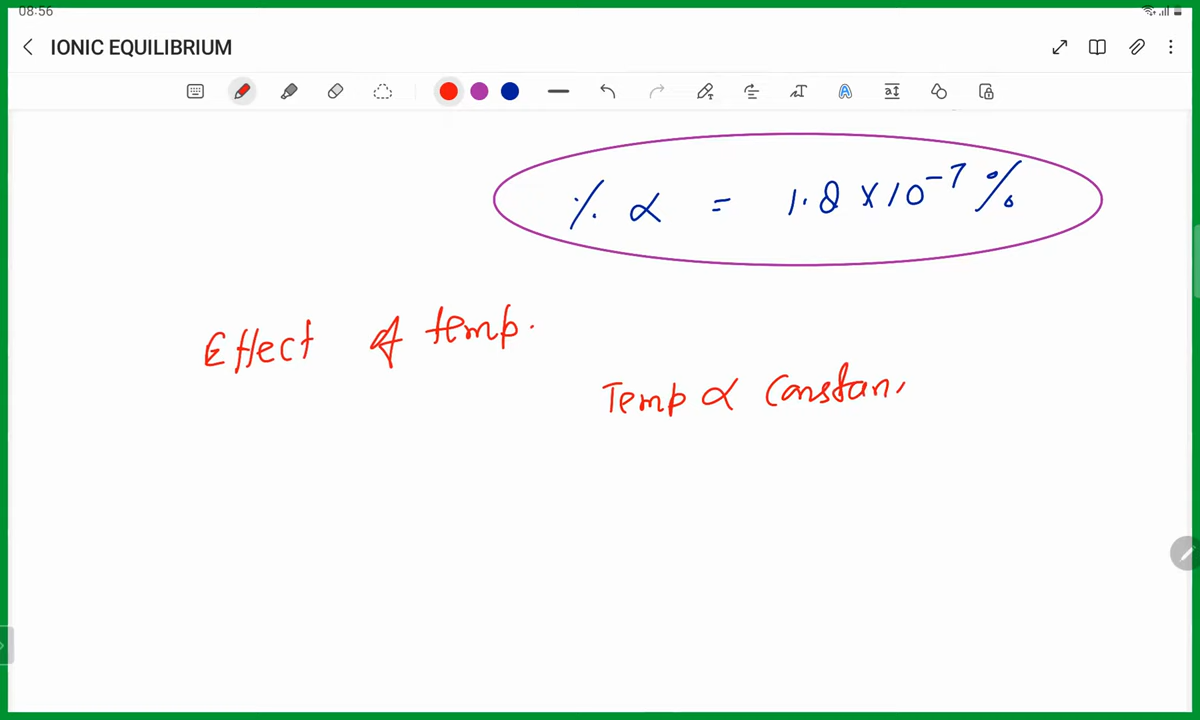 08:56
IONIC EQUILIBRIUM
% α = 1.8 × 10⁻⁷ %
Effect of temp.
Temp α Constan